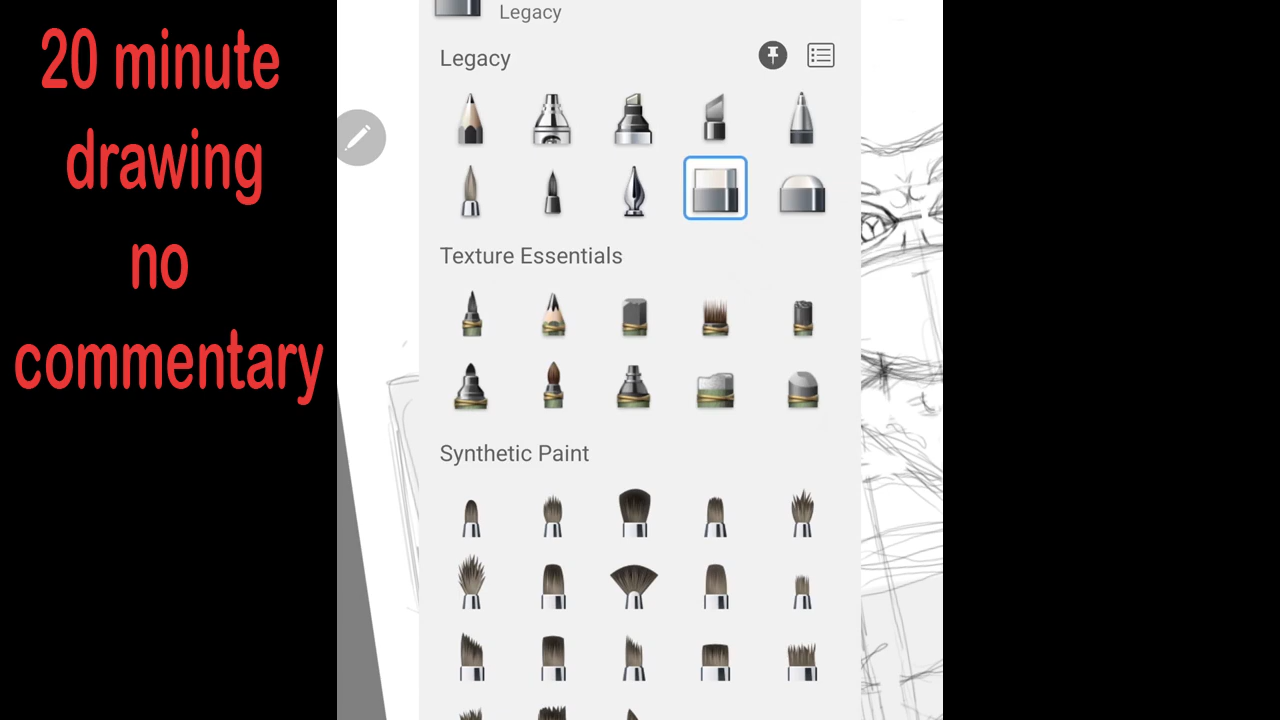 20 minute
drawing
no
commentary
Legacy
Legacy
Texture Essentials
Synthetic Paint